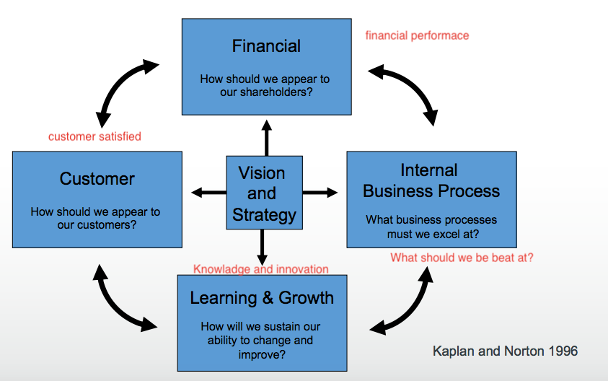 Financial
How should we appear to
our shareholders?
financial performace
customer satisfied
Customer
How should we appear to
our customers?
Vision
and
Strategy
Internal
Business Process
What business processes
must we excel at?
What should we be beat at?
Knowladge and innovation
Learning & Growth
How will we sustain our
ability to change and
improve?
Kaplan and Norton 1996